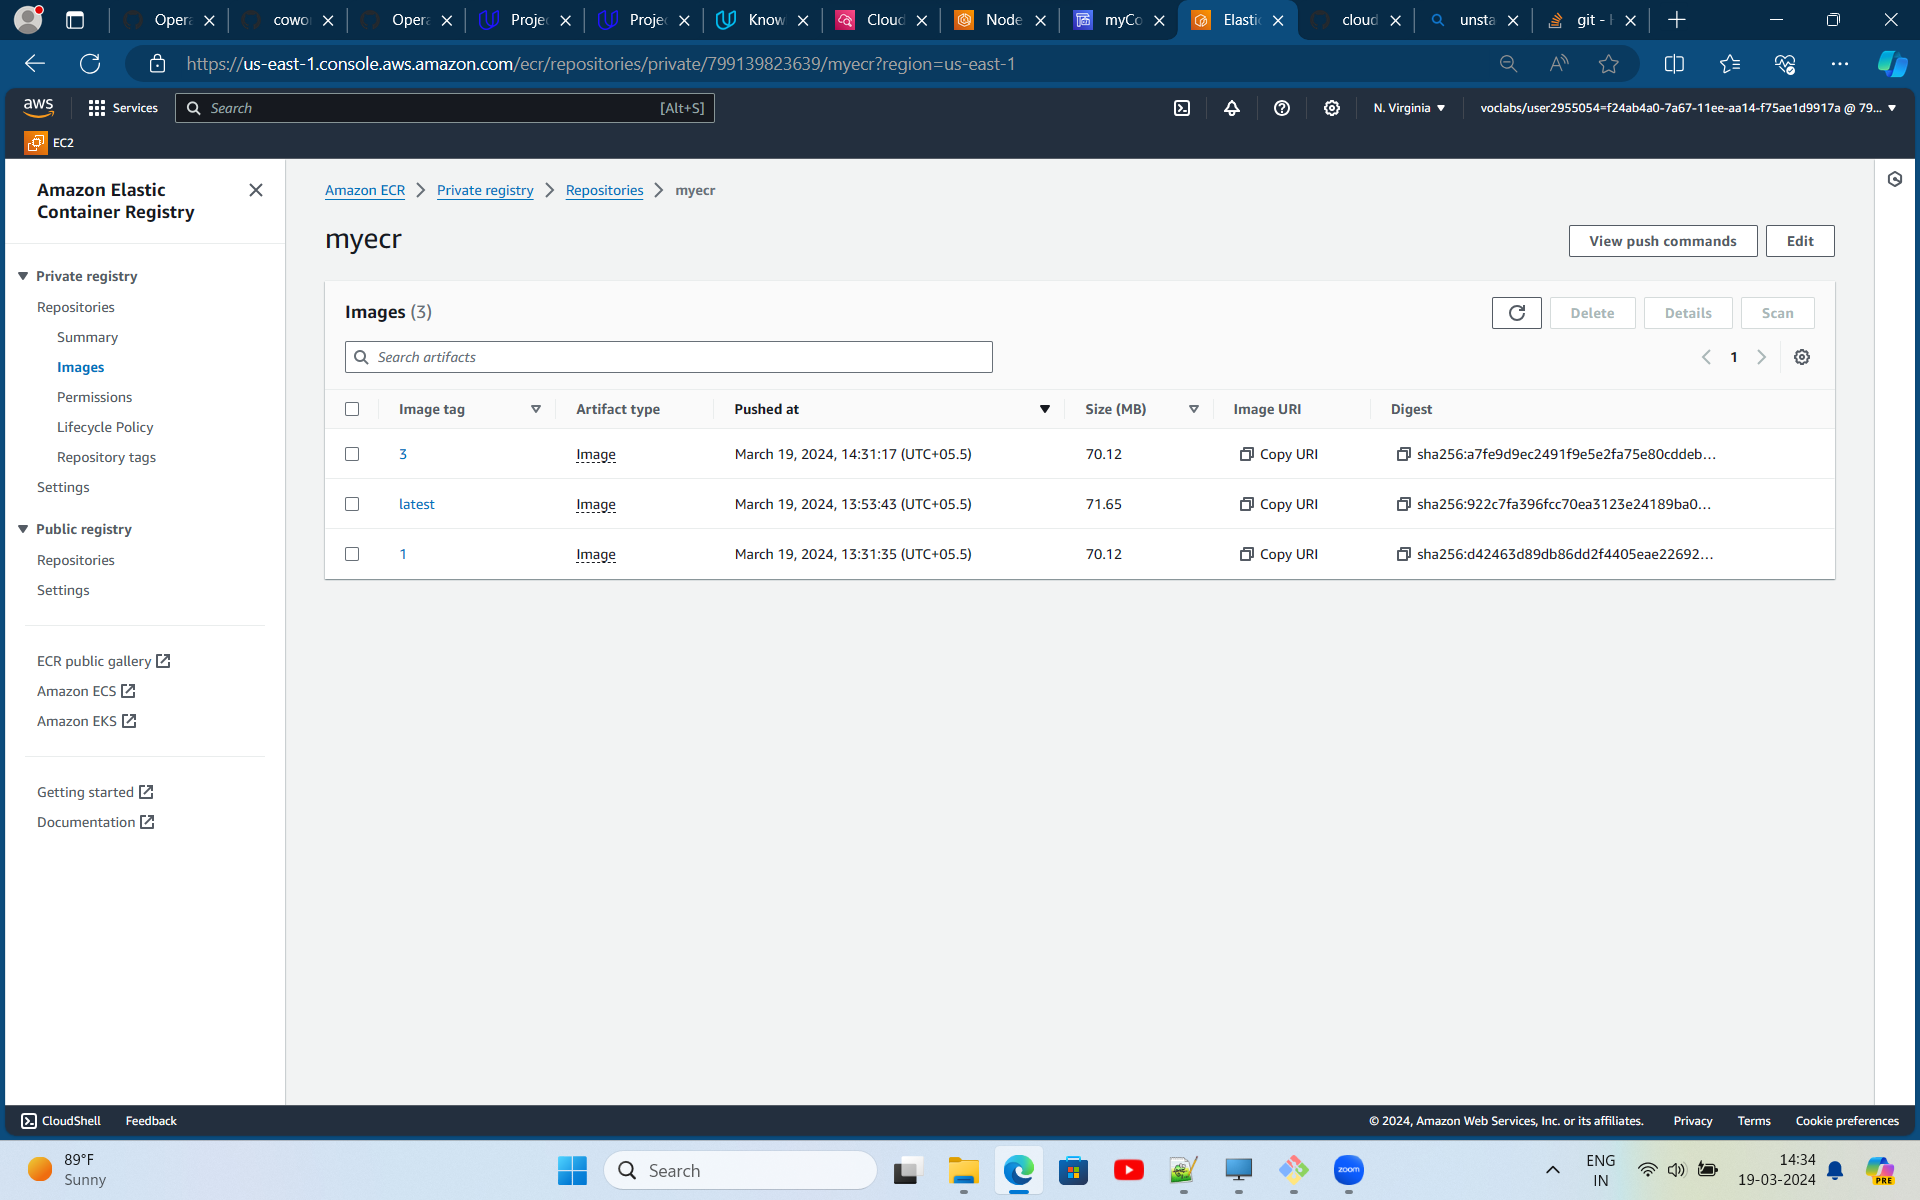 Opera
cowo
Opera
Projec
Projec
Know
Cloud
Node
myCo
Elastic
cloud
unsta
git - H
https://us-east-1.console.aws.amazon.com/ecr/repositories/private/799139823639/myecr?region=us-east-1
aws
Services
Search
[Alt+S]
N. Virginia
voclabs/user2955054=f24ab4a0-7a67-11ee-aa14-f75ae1d9917a @ 79...
EC2
Amazon Elastic
Container Registry
Private registry
Repositories
Summary
Images
Permissions
Lifecycle Policy
Repository tags
Settings
Public registry
Repositories
Settings
ECR public gallery
Amazon ECS
Amazon EKS
Getting started
Documentation
Amazon ECR > Private registry > Repositories > myecr
myecr
View push commands
Edit
Images (3)
Delete
Details
Scan
Search artifacts
1
Image tag Artifact type Pushed at Size (MB) Image URI Digest
3 Image March 19, 2024, 14:31:17 (UTC+05.5) 70.12 Copy URI sha256:a7fe9d9ec2491f9e5e2fa75e80cddeb...
latest Image March 19, 2024, 13:53:43 (UTC+05.5) 71.65 Copy URI sha256:922c7fa396fcc70ea3123e24189ba0...
1 Image March 19, 2024, 13:31:35 (UTC+05.5) 70.12 Copy URI sha256:d42463d89db86dd2f4405eae22692...
CloudShell
Feedback
© 2024, Amazon Web Services, Inc. or its affiliates.
Privacy
Terms
Cookie preferences
89°F
Sunny
Search
zoom
ENG
IN
14:34
19-03-2024
PRE